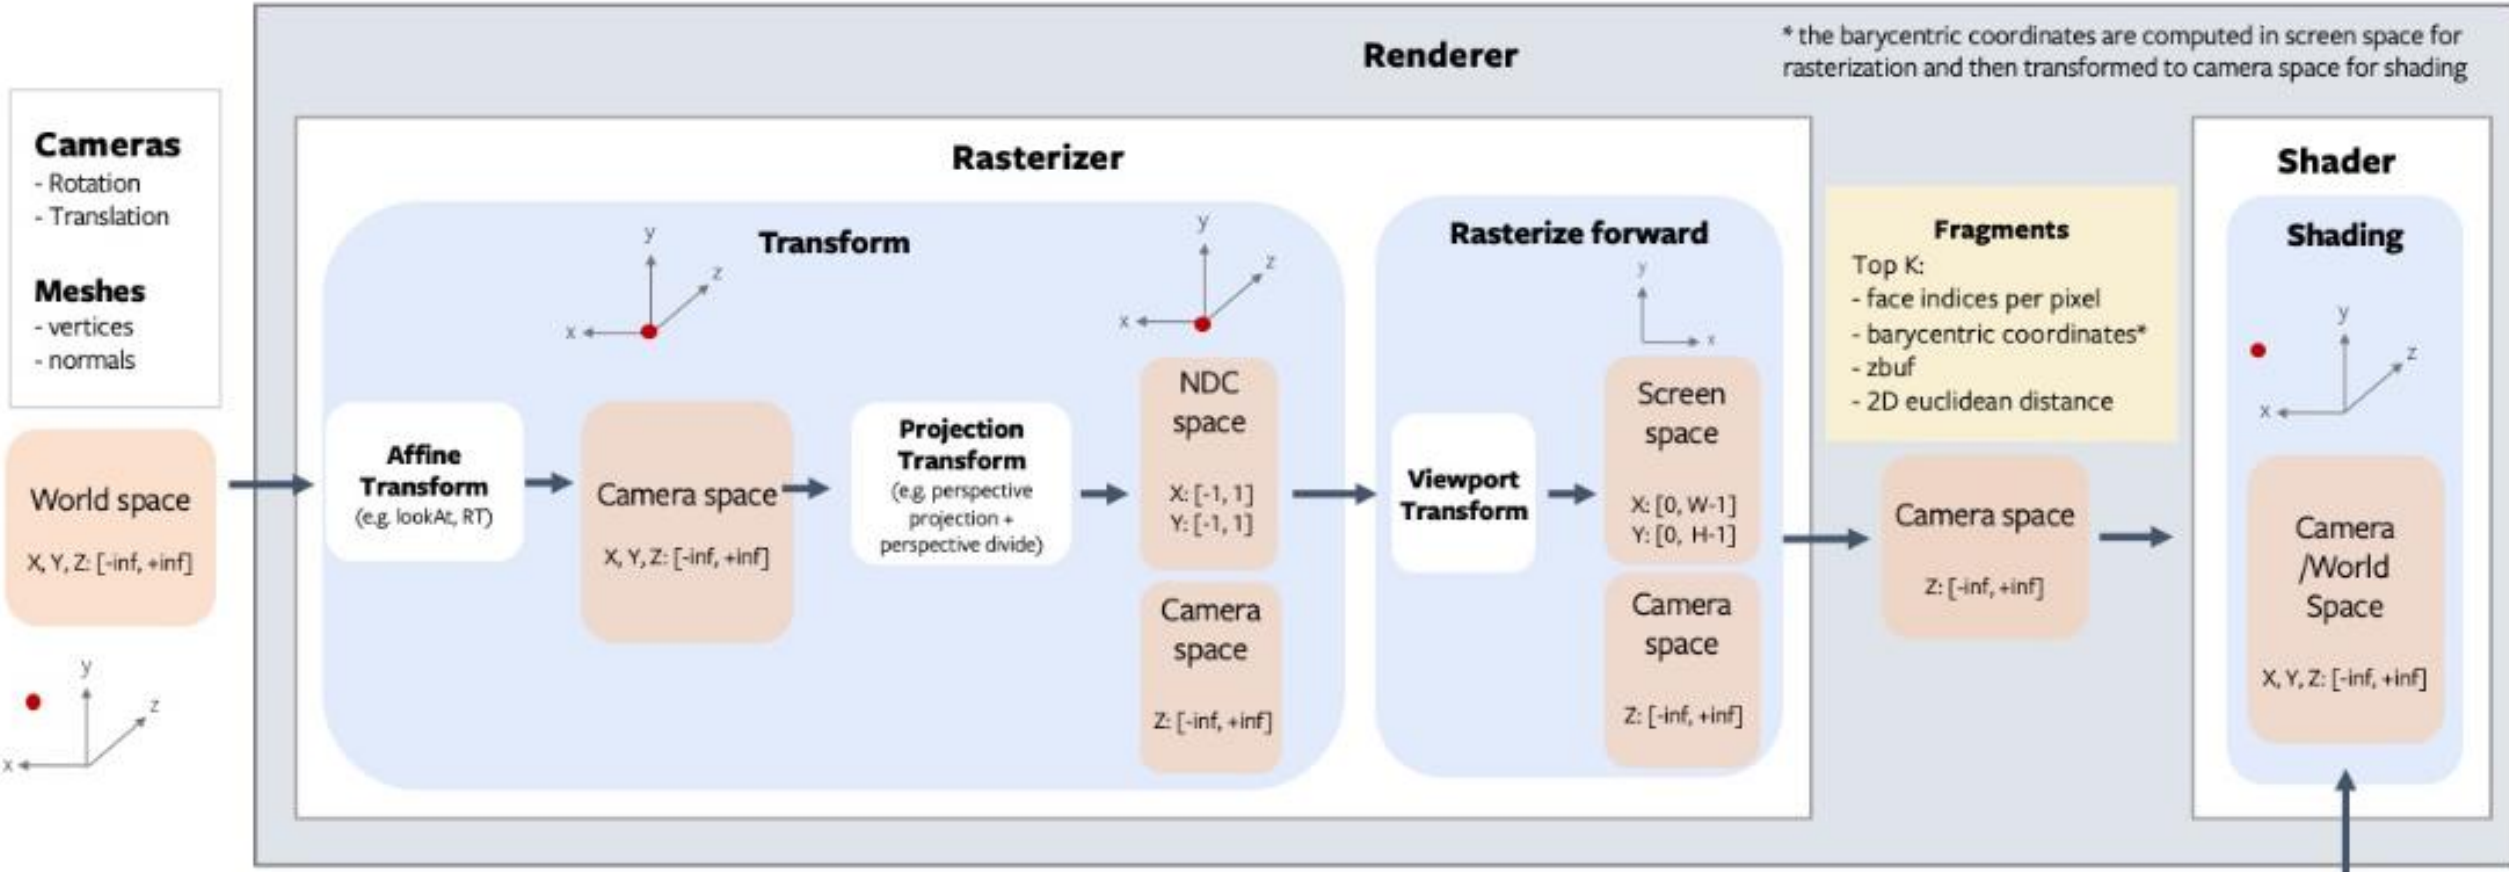 Renderer
* the barycentric coordinates are computed in screen space for
rasterization and then transformed to camera space for shading
Cameras
- Rotation
- Translation
Meshes
- vertices
- normals
World space
X, Y, Z: [-inf, +inf]
y
z
x
Rasterizer
Transform
y
z
x
y
z
x
Affine
Transform
(e.g. lookAt, RT)
Camera space
X, Y, Z: [-inf, +inf]
Projection
Transform
(e.g. perspective
projection +
perspective divide)
NDC
space
X: [-1, 1]
Y: [-1, 1]
Camera
space
Z: [-inf, +inf]
Rasterize forward
y
x
Viewport
Transform
Screen
space
X: [0, W-1]
Y: [0, H-1]
Camera
space
Z: [-inf, +inf]
Fragments
Top K:
- face indices per pixel
- barycentric coordinates*
- zbuf
- 2D euclidean distance
Camera space
Z: [-inf, +inf]
Shader
Shading
y
z
x
Camera
/World
Space
X, Y, Z: [-inf, +inf]